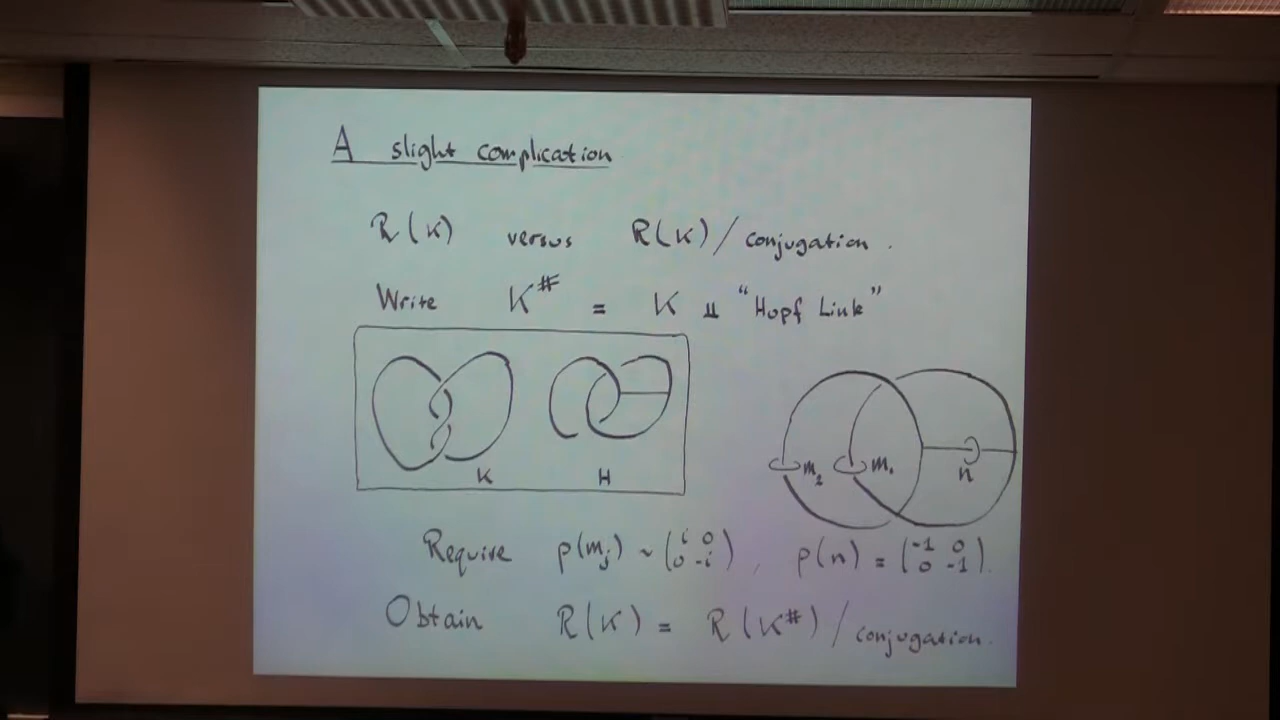 A slight complication
R(K) versus R(K)/conjugation.
Write K# = K ⨿ "Hopf Link"
K H
m₂ m₁ n
Require ρ(mⱼ) ~ (i 0 0 -i), ρ(n) = (-1 0 0 -1).
Obtain R(K) = R(K#)/conjugation.